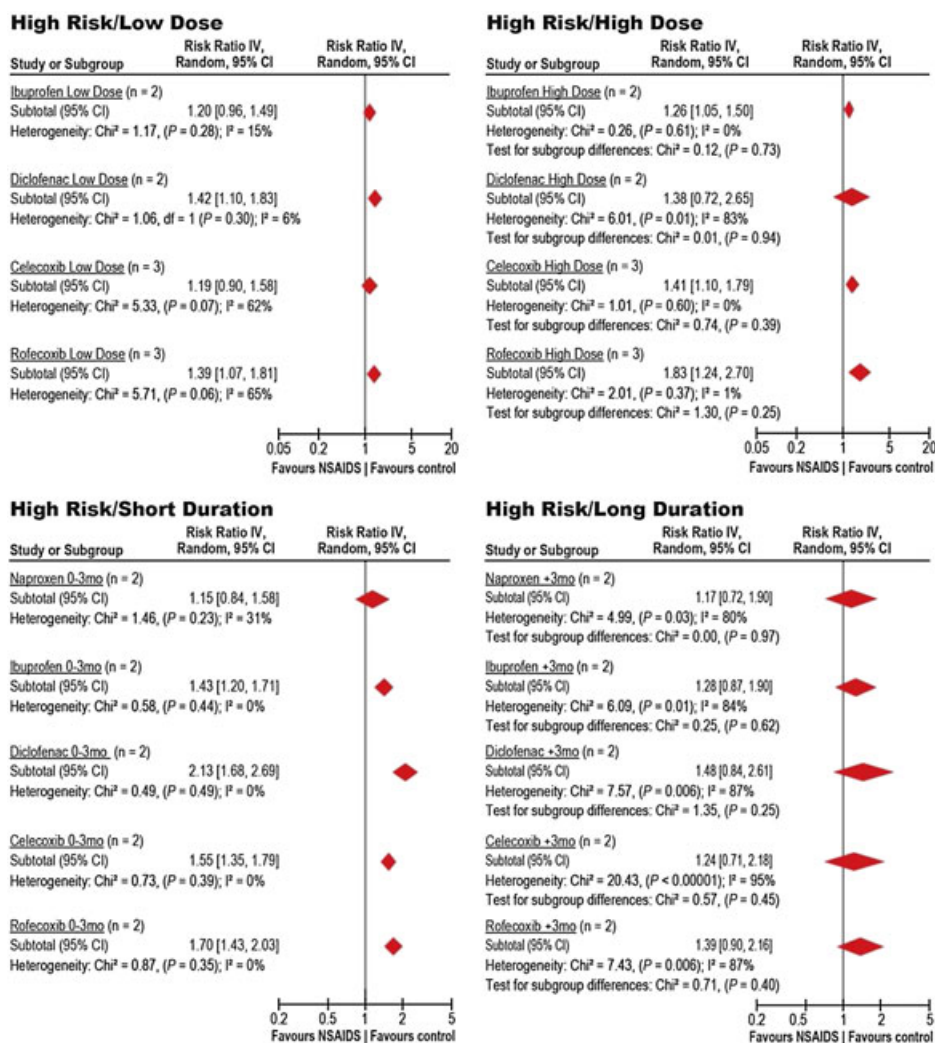 High Risk/Low Dose
Risk Ratio IV,
Random, 95% CI
Risk Ratio IV,
Random, 95% CI
Study or Subgroup
Ibuprofen Low Dose (n = 2)
Subtotal (95% CI) 1.20 [0.96, 1.49]
Heterogeneity: Chi² = 1.17, (P = 0.28); I² = 15%
Diclofenac Low Dose (n = 2)
Subtotal (95% CI) 1.42 [1.10, 1.83]
Heterogeneity: Chi² = 1.06, df = 1 (P = 0.30); I² = 6%
Celecoxib Low Dose (n = 3)
Subtotal (95% CI) 1.19 [0.90, 1.58]
Heterogeneity: Chi² = 5.33, (P = 0.07); I² = 62%
Rofecoxib Low Dose (n = 3)
Subtotal (95% CI) 1.39 [1.07, 1.81]
Heterogeneity: Chi² = 5.71, (P = 0.06); I² = 65%
0.05 0.2 1 5 20
Favours NSAIDS | Favours control
High Risk/High Dose
Risk Ratio IV,
Random, 95% CI
Risk Ratio IV,
Random, 95% CI
Study or Subgroup
Ibuprofen High Dose (n = 2)
Subtotal (95% CI) 1.26 [1.05, 1.50]
Heterogeneity: Chi² = 0.26, (P = 0.61); I² = 0%
Test for subgroup differences: Chi² = 0.12, (P = 0.73)
Diclofenac High Dose (n = 2)
Subtotal (95% CI) 1.38 [0.72, 2.65]
Heterogeneity: Chi² = 6.01, (P = 0.01); I² = 83%
Test for subgroup differences: Chi² = 0.01, (P = 0.94)
Celecoxib High Dose (n = 3)
Subtotal (95% CI) 1.41 [1.10, 1.79]
Heterogeneity: Chi² = 1.01, (P = 0.60); I² = 0%
Test for subgroup differences: Chi² = 0.74, (P = 0.39)
Rofecoxib High Dose (n = 3)
Subtotal (95% CI) 1.83 [1.24, 2.70]
Heterogeneity: Chi² = 2.01, (P = 0.37); I² = 1%
Test for subgroup differences: Chi² = 1.30, (P = 0.25)
0.05 0.2 1 5 20
Favours NSAIDS | Favours control
High Risk/Short Duration
Risk Ratio IV,
Random, 95% CI
Risk Ratio IV,
Random, 95% CI
Study or Subgroup
Naproxen 0-3mo (n = 2)
Subtotal (95% CI) 1.15 [0.84, 1.58]
Heterogeneity: Chi² = 1.46, (P = 0.23); I² = 31%
Ibuprofen 0-3mo (n = 2)
Subtotal (95% CI) 1.43 [1.20, 1.71]
Heterogeneity: Chi² = 0.58, (P = 0.44); I² = 0%
Diclofenac 0-3mo (n = 2)
Subtotal (95% CI) 2.13 [1.68, 2.69]
Heterogeneity: Chi² = 0.49, (P = 0.49); I² = 0%
Celecoxib 0-3mo (n = 2)
Subtotal (95% CI) 1.55 [1.35, 1.79]
Heterogeneity: Chi² = 0.73, (P = 0.39); I² = 0%
Rofecoxib 0-3mo (n = 2)
Subtotal (95% CI) 1.70 [1.43, 2.03]
Heterogeneity: Chi² = 0.87, (P = 0.35); I² = 0%
0.2 0.5 1 2 5
Favours NSAIDS | Favours control
High Risk/Long Duration
Risk Ratio IV,
Random, 95% CI
Risk Ratio IV,
Random, 95% CI
Study or Subgroup
Naproxen +3mo (n = 2)
Subtotal (95% CI) 1.17 [0.72, 1.90]
Heterogeneity: Chi² = 4.99, (P = 0.03); I² = 80%
Test for subgroup differences: Chi² = 0.00, (P = 0.97)
Ibuprofen +3mo (n = 2)
Subtotal (95% CI) 1.28 [0.87, 1.90]
Heterogeneity: Chi² = 6.09, (P = 0.01); I² = 84%
Test for subgroup differences: Chi² = 0.25, (P = 0.62)
Diclofenac +3mo (n = 2)
Subtotal (95% CI) 1.48 [0.84, 2.61]
Heterogeneity: Chi² = 7.57, (P = 0.006); I² = 87%
Test for subgroup differences: Chi² = 1.35, (P = 0.25)
Celecoxib +3mo (n = 2)
Subtotal (95% CI) 1.24 [0.71, 2.18]
Heterogeneity: Chi² = 20.43, (P < 0.00001); I² = 95%
Test for subgroup differences: Chi² = 0.57, (P = 0.45)
Rofecoxib +3mo (n = 2)
Subtotal (95% CI) 1.39 [0.90, 2.16]
Heterogeneity: Chi² = 7.43, (P = 0.006); I² = 87%
Test for subgroup differences: Chi² = 0.71, (P = 0.40)
0.2 0.5 1 2 5
Favours NSAIDS | Favours control